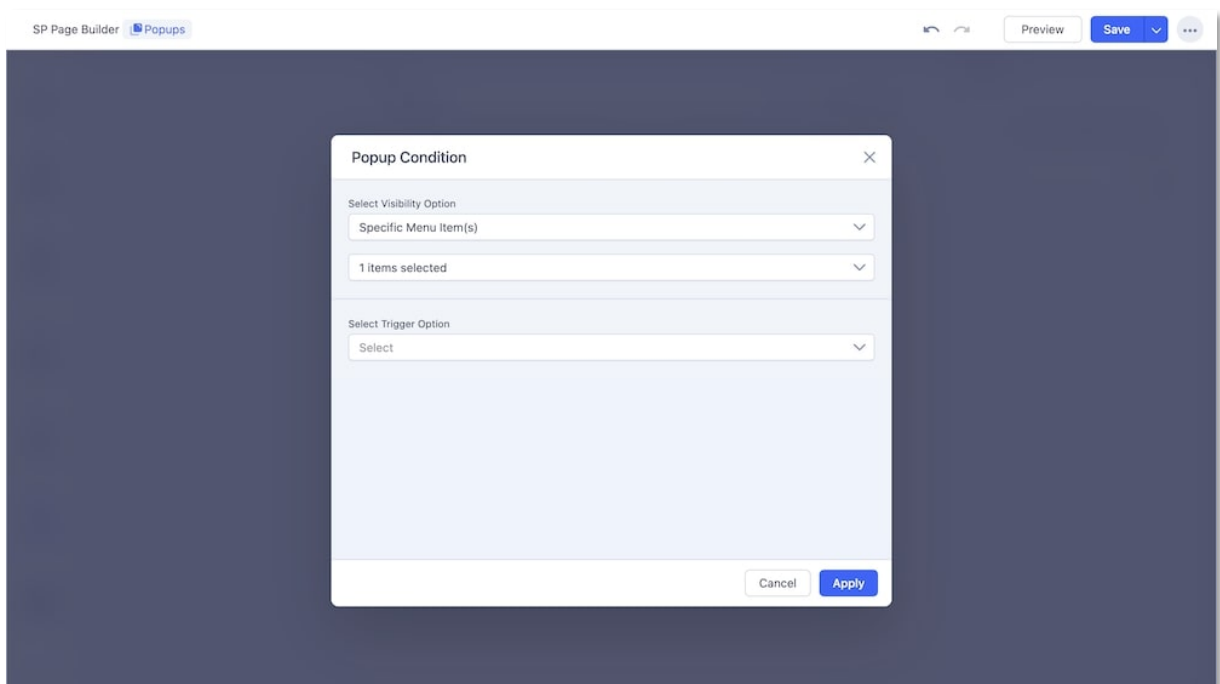 SP Page Builder Popups Preview Save
Popup Condition
Select Visibility Option
Specific Menu Item(s)
1 items selected
Select Trigger Option
Select
Cancel Apply